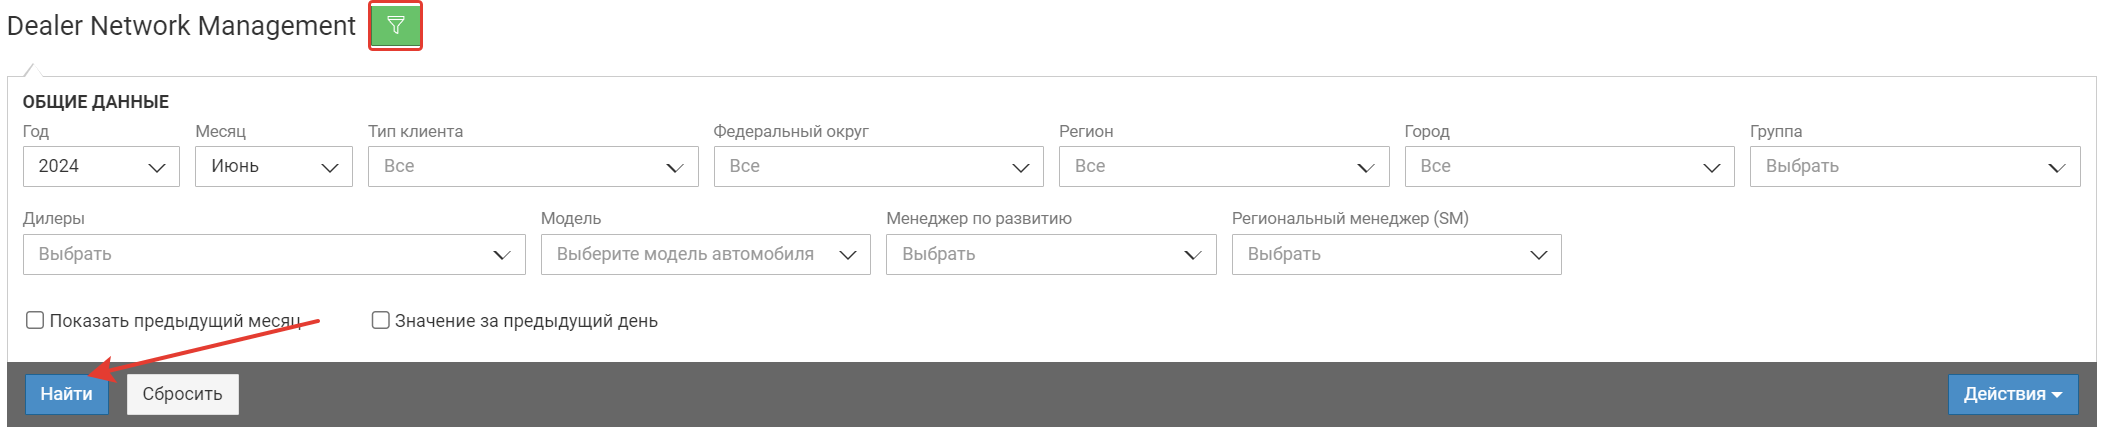 Dealer Network Management
ОБЩИЕ ДАННЫЕ
Год Месяц Тип клиента Федеральный округ Регион Город Группа
2024 Июнь Все Все Все Все Выбрать
Дилеры Модель Менеджер по развитию Региональный менеджер (SM)
Выбрать Выберите модель автомобиля Выбрать Выбрать
Показать предыдущий месяц Значение за предыдущий день
Найти Сбросить Действия